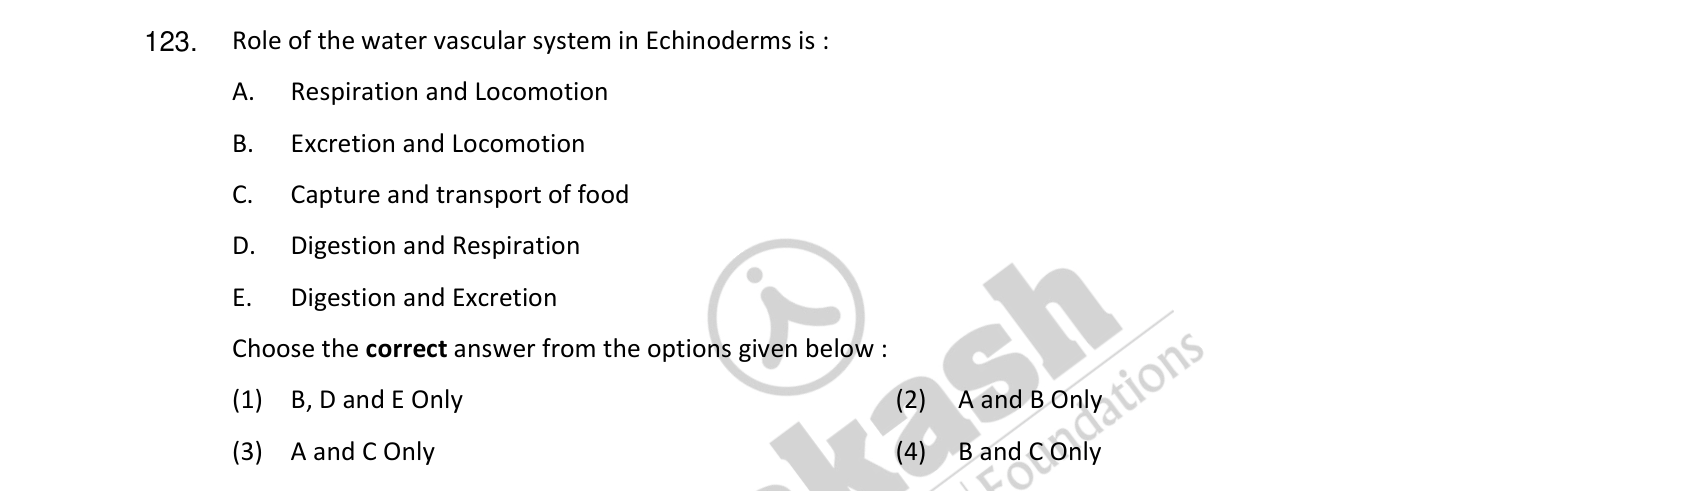 123. Role of the water vascular system in Echinoderms is :
A. Respiration and Locomotion
B. Excretion and Locomotion
C. Capture and transport of food
D. Digestion and Respiration
E. Digestion and Excretion
Choose the correct answer from the options given below :
(1) B, D and E Only (2) A and B Only
(3) A and C Only (4) B and C Only
kash
Foundations